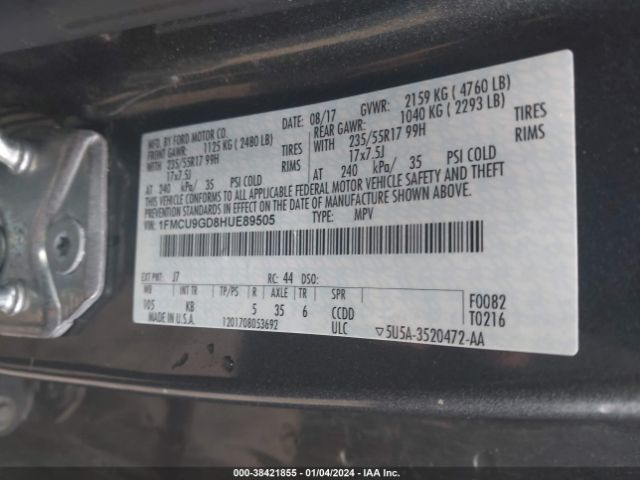 MFG. BY FORD MOTOR CO.
DATE: 08/17 GVWR: 2159 KG ( 4760 LB)
FRONT GAWR: 1125 KG ( 2480 LB) REAR GAWR: 1040 KG ( 2293 LB)
WITH 235/55R17 99H TIRES WITH 235/55R17 99H TIRES
17x7.5J RIMS 17x7.5J RIMS
AT 240 kPa/ 35 PSI COLD AT 240 kPa/ 35 PSI COLD
THIS VEHICLE CONFORMS TO ALL APPLICABLE FEDERAL MOTOR VEHICLE SAFETY AND THEFT
PREVENTION STANDARDS IN EFFECT ON THE DATE OF MANUFACTURE SHOWN ABOVE.
VIN: 1FMCU9GD8HUE89505 TYPE: MPV
EXT PNT: J7 RC: 44 DSO:
WB INT TR TP/PS R AXLE TR SPR F0082
105 KB 5 35 6 CCDD T0216
MADE IN U.S.A. 1201708053692 ULC ▽5U5A-3520472-AA
000-38421855 — 01/04/2024 — IAA Inc.